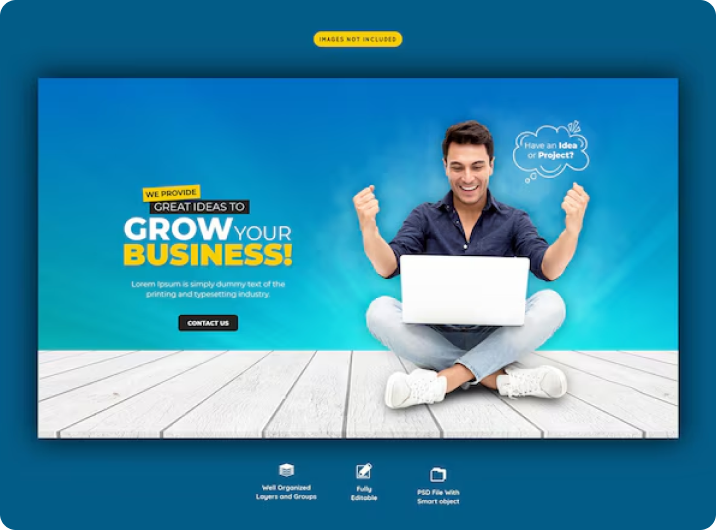 IMAGES NOT INCLUDED
Have an Idea
or Project?
WE PROVIDE
GREAT IDEAS TO
GROW YOUR
BUSINESS!
Lorem Ipsum is simply dummy text of the
printing and typesetting industry.
CONTACT US
Well Organized
Layers and Groups
Fully
Editable
PSD File With
Smart object